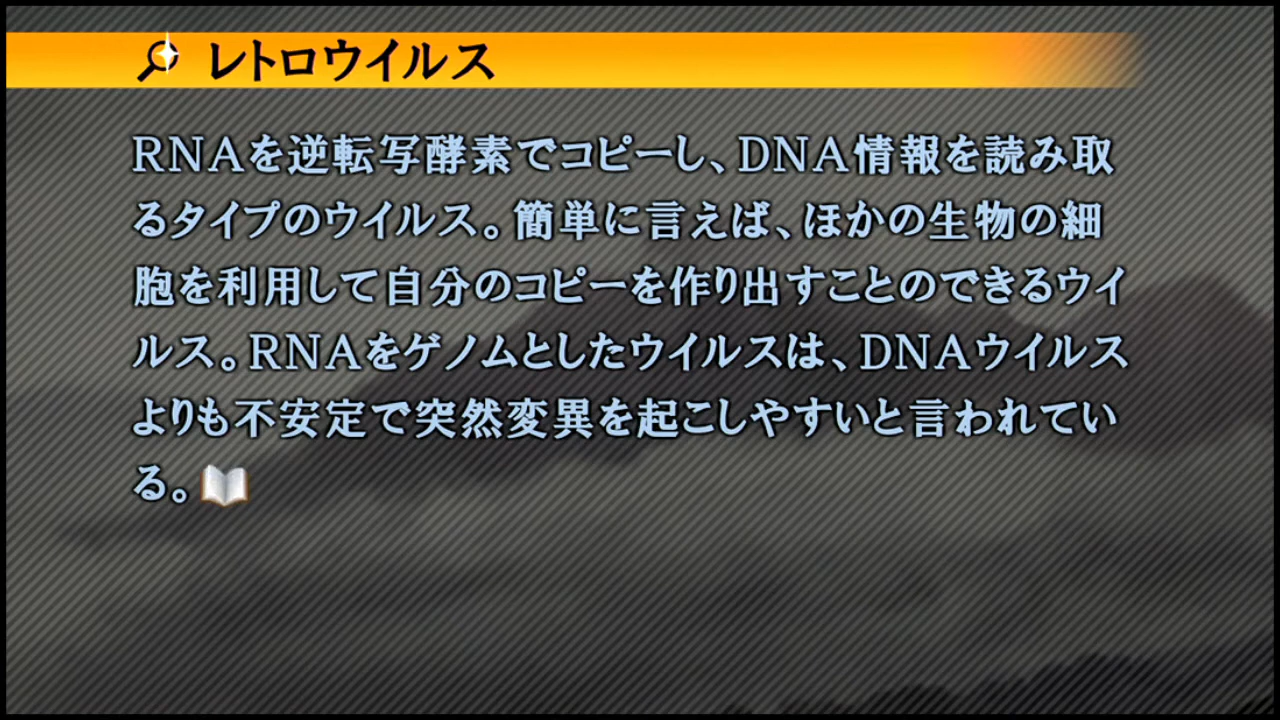 レトロウイルス
RNAを逆転写酵素でコピーし、DNA情報を読み取
るタイプのウイルス。簡単に言えば、ほかの生物の細
胞を利用して自分のコピーを作り出すことのできるウイ
ルス。RNAをゲノムとしたウイルスは、DNAウイルス
よりも不安定で突然変異を起こしやすいと言われてい
る。